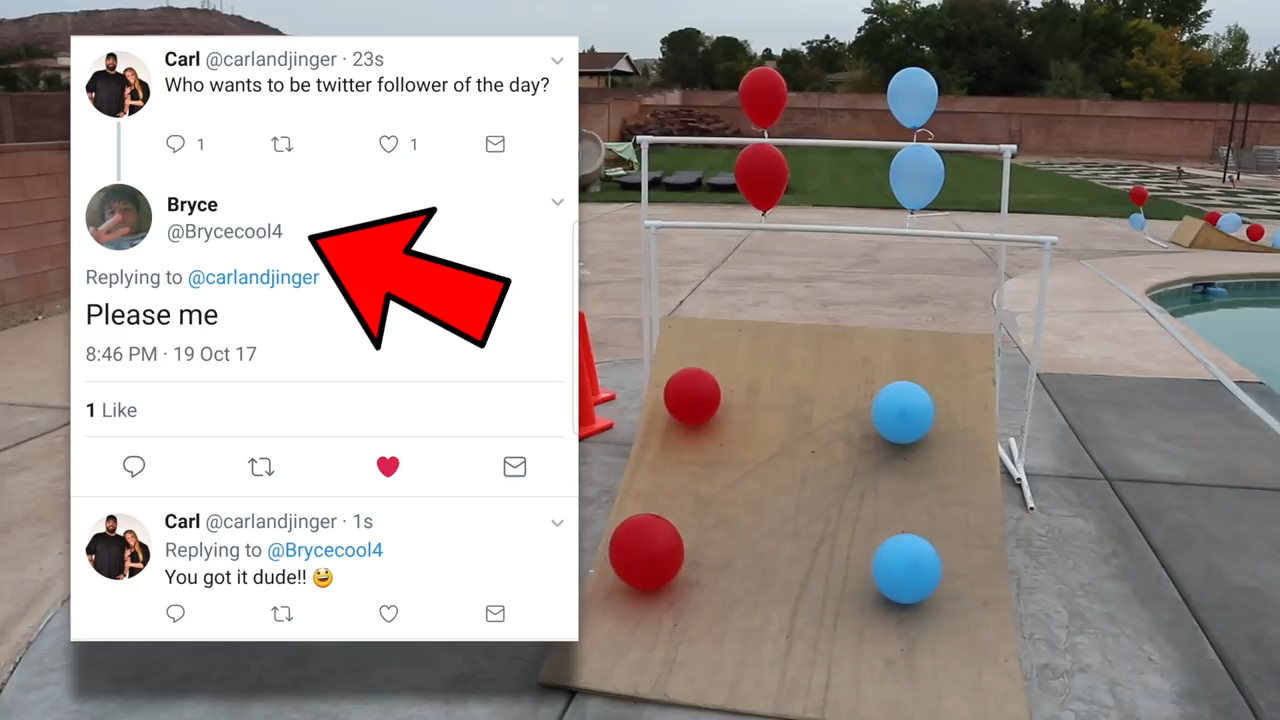 Carl @carlandjinger · 23s
Who wants to be twitter follower of the day?
1 1
Bryce
@Brycecool4
Replying to @carlandjinger
Please me
8:46 PM · 19 Oct 17
1 Like
Carl @carlandjinger · 1s
Replying to @Brycecool4
You got it dude!! 😆